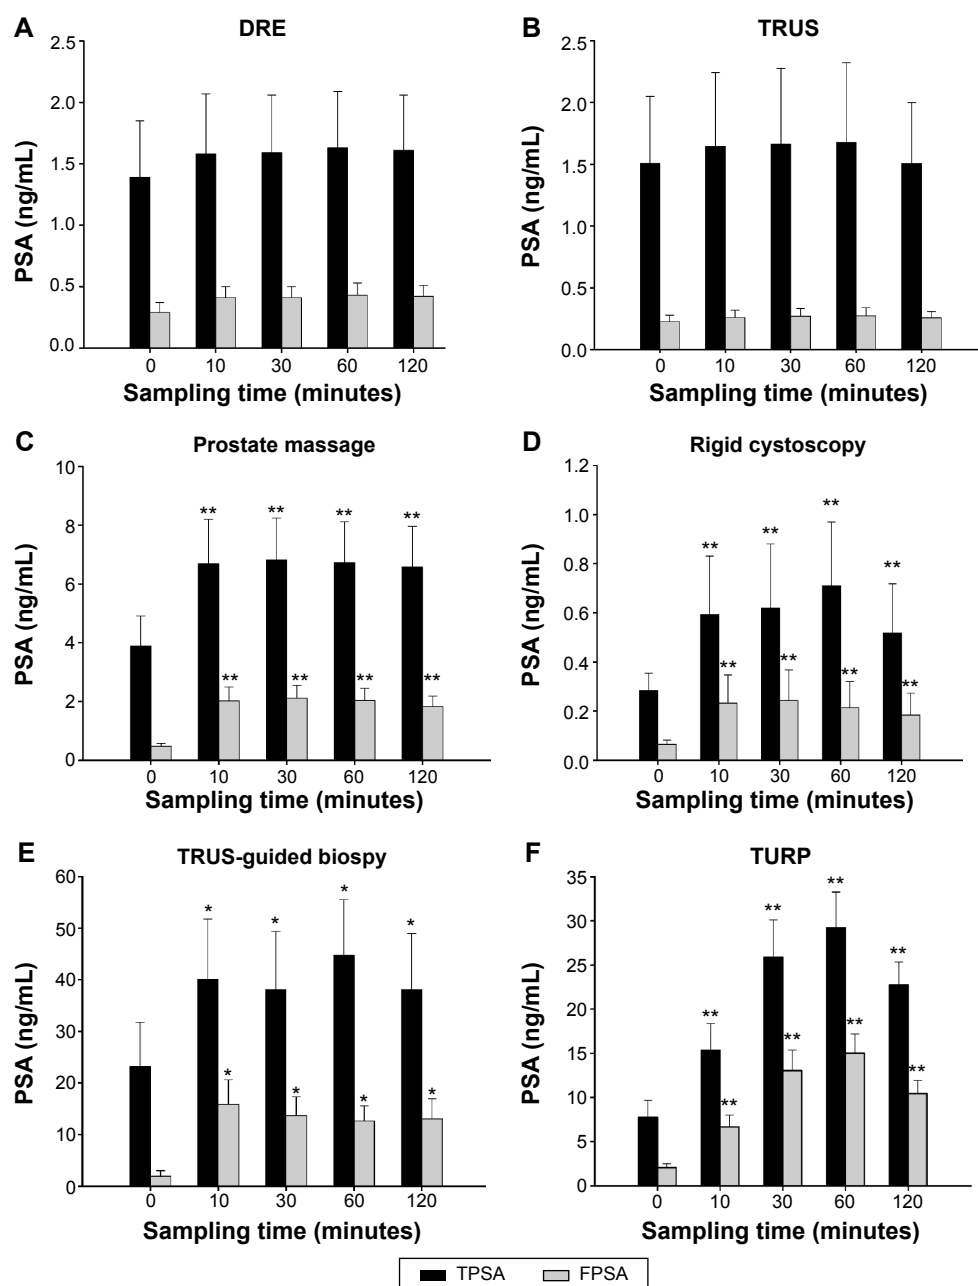 A
DRE
2.5
2.0
1.5
1.0
0.5
0.0
PSA (ng/mL)
0 10 30 60 120
Sampling time (minutes)
B
TRUS
2.5
2.0
1.5
1.0
0.5
0.0
PSA (ng/mL)
0 10 30 60 120
Sampling time (minutes)
C
Prostate massage
10
8
6
4
2
0
PSA (ng/mL)
** ** ** **
** ** ** **
0 10 30 60 120
Sampling time (minutes)
D
Rigid cystoscopy
1.2
1.0
0.8
0.6
0.4
0.2
0.0
PSA (ng/mL)
** ** ** **
** ** ** **
0 10 30 60 120
Sampling time (minutes)
E
TRUS-guided biospy
60
50
40
30
20
10
0
PSA (ng/mL)
* * * *
* * * *
0 10 30 60 120
Sampling time (minutes)
F
TURP
35
30
25
20
15
10
5
0
PSA (ng/mL)
** ** ** **
** ** ** **
0 10 30 60 120
Sampling time (minutes)
TPSA FPSA